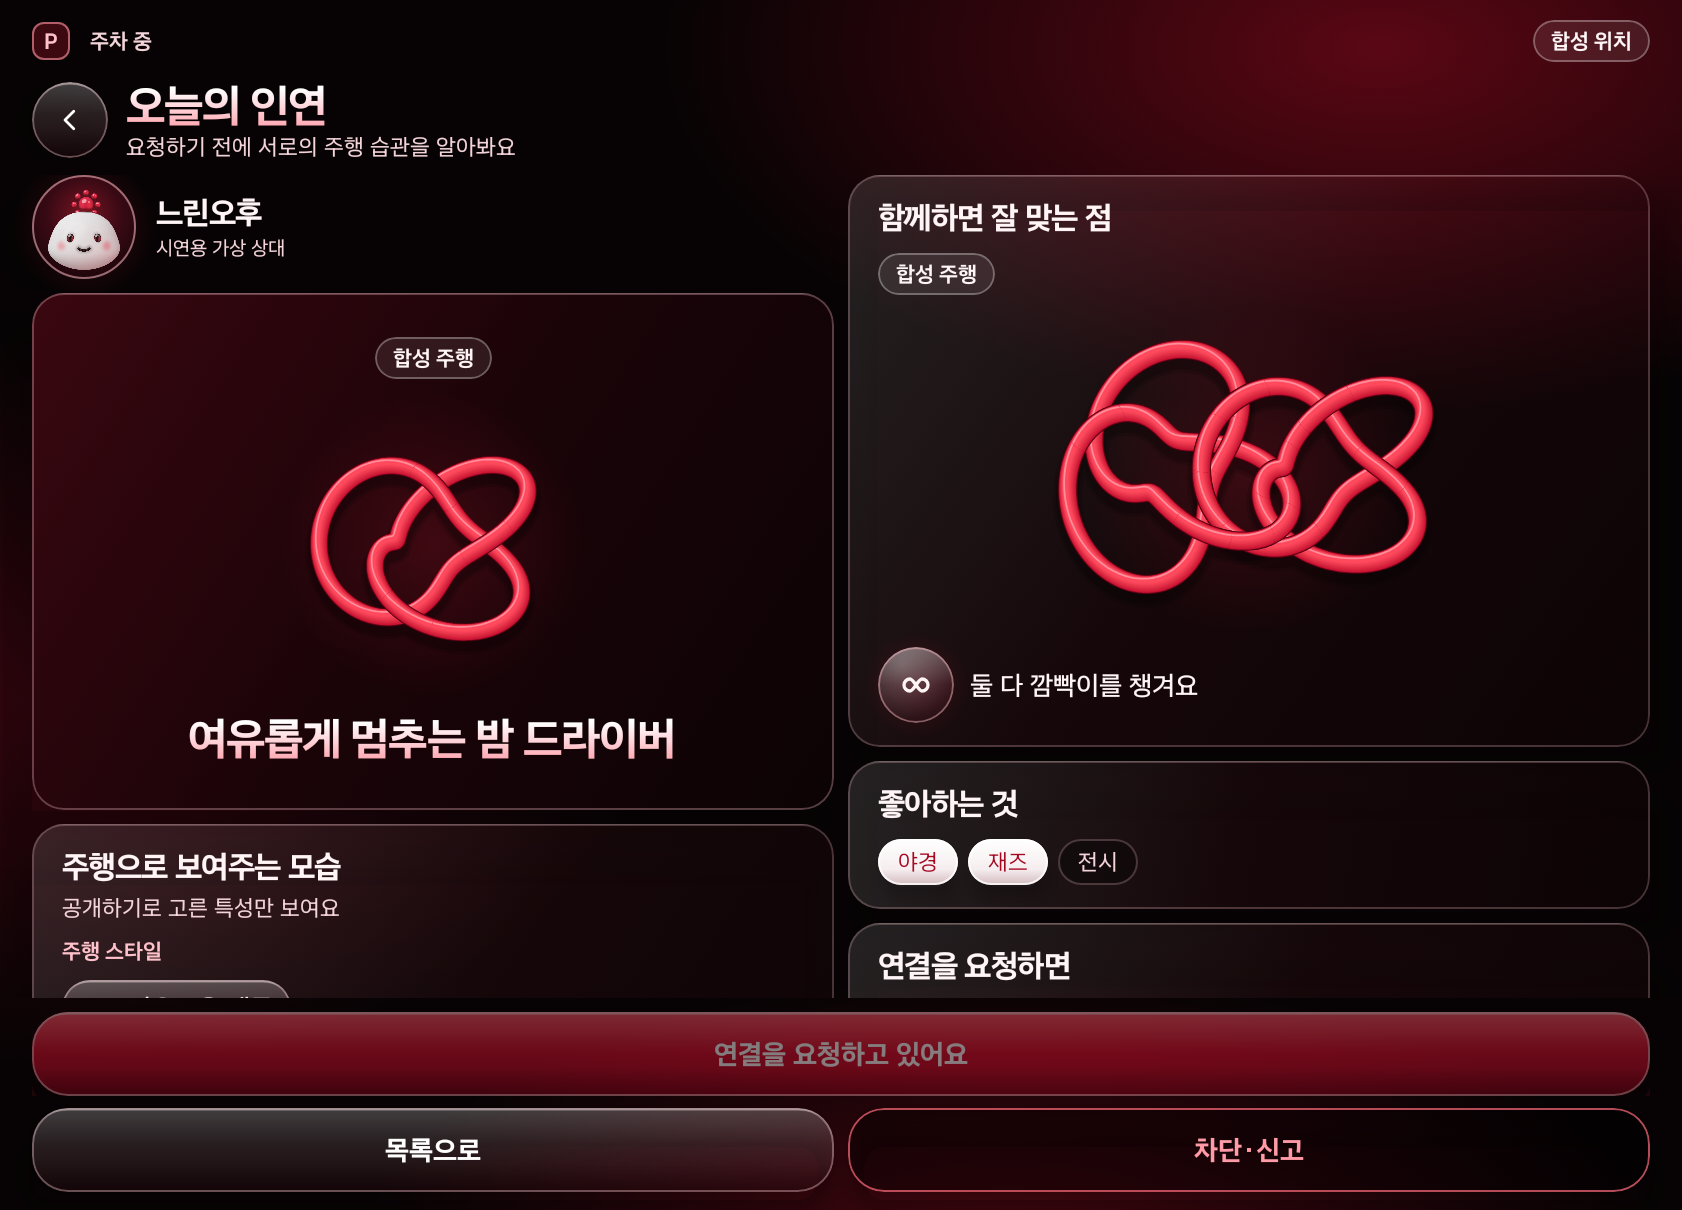 P 주차 중
합성 위치
오늘의 인연
요청하기 전에 서로의 주행 습관을 알아봐요
느린오후
시연용 가상 상대
합성 주행
여유롭게 멈추는 밤 드라이버
주행으로 보여주는 모습
공개하기로 고른 특성만 보여요
주행 스타일
함께하면 잘 맞는 점
합성 주행
둘 다 깜빡이를 챙겨요
좋아하는 것
야경 재즈 전시
연결을 요청하면
연결을 요청하고 있어요
목록으로
차단·신고